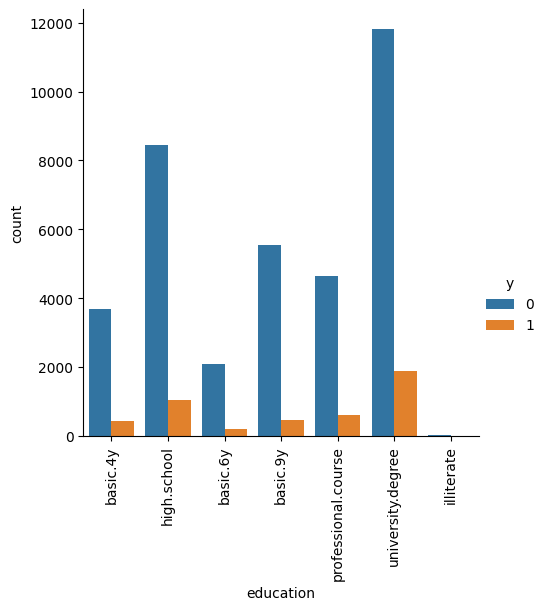 12000
10000
8000
6000
4000
2000
0
count
basic.4y
high.school
basic.6y
basic.9y
professional.course
university.degree
illiterate
education
y
0
1